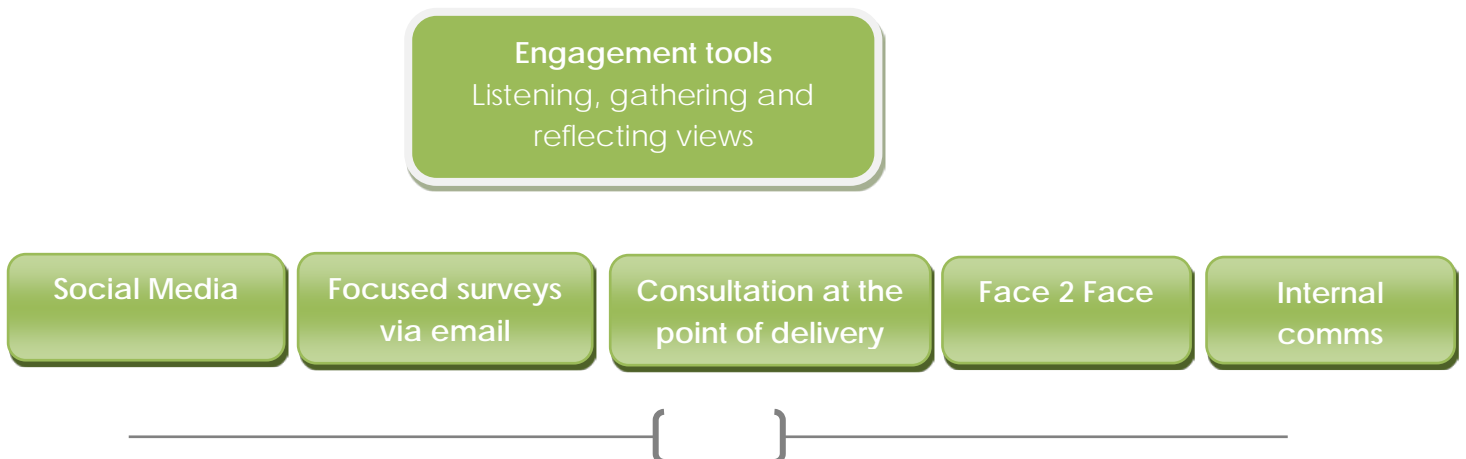 Engagement tools
Listening, gathering and
reflecting views
Social Media
Focused surveys
via email
Consultation at the
point of delivery
Face 2 Face
Internal
comms